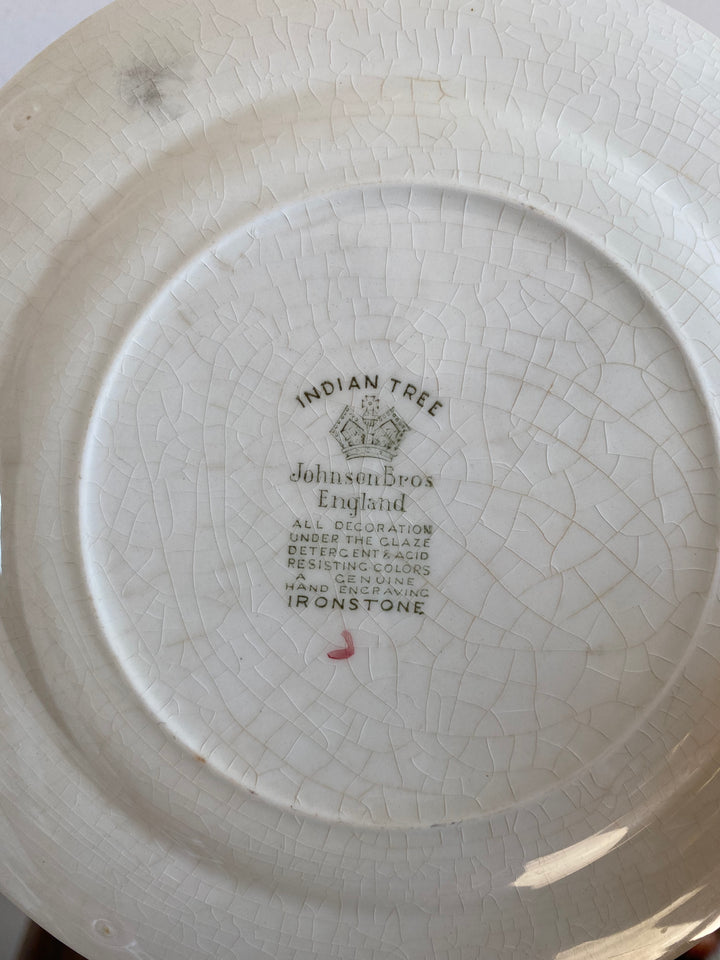 INDIAN TREE
Johnson Bros
England
ALL DECORATION
UNDER THE GLAZE
DETERGENT & ACID
RESISTING COLORS
A GENUINE
HAND ENGRAVING
IRONSTONE